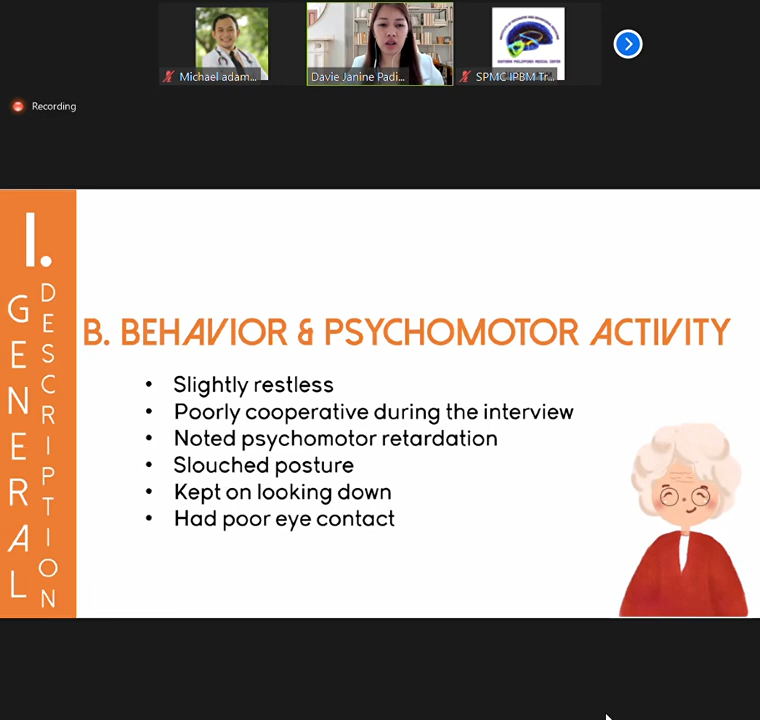 Michael adam...
Davie Janine Padi...
SPMC IPBM Tr...
Recording
I.
GENERAL
DESCRIPTION
B. BEHAVIOR & PSYCHOMOTOR ACTIVITY
• Slightly restless
• Poorly cooperative during the interview
• Noted psychomotor retardation
• Slouched posture
• Kept on looking down
• Had poor eye contact